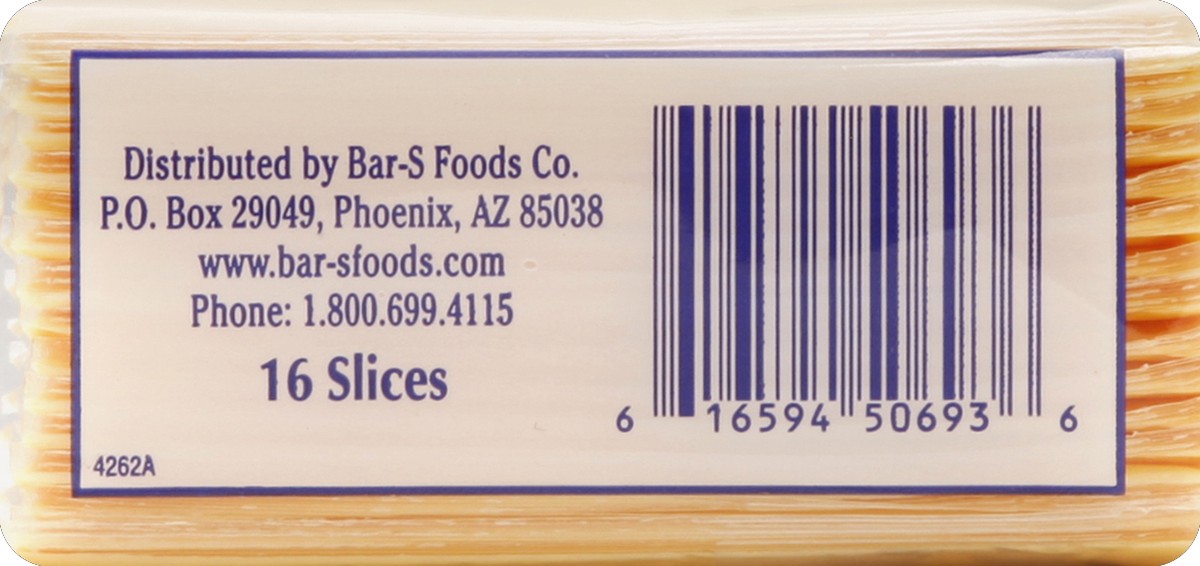 Distributed by Bar-S Foods Co.
P.O. Box 29049, Phoenix, AZ 85038
www.bar-sfoods.com
Phone: 1.800.699.4115
16 Slices
4262A
6 16594 50693 6